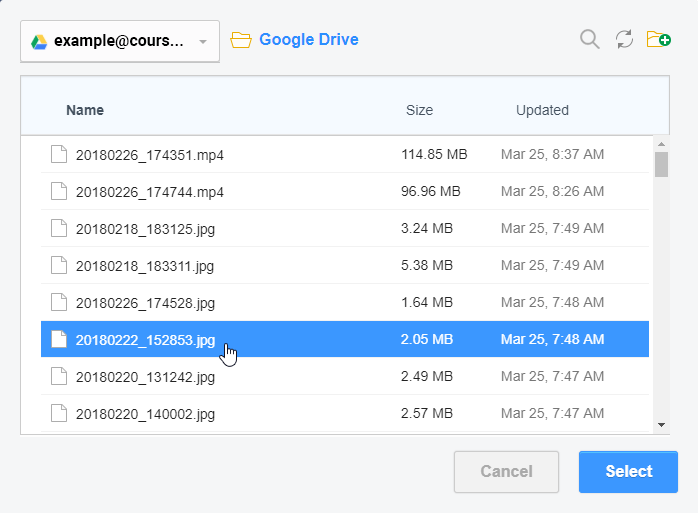 example@cours... Google Drive
Name Size Updated
20180226_174351.mp4 114.85 MB Mar 25, 8:37 AM
20180226_174744.mp4 96.96 MB Mar 25, 8:26 AM
20180218_183125.jpg 3.24 MB Mar 25, 7:49 AM
20180218_183311.jpg 5.38 MB Mar 25, 7:49 AM
20180226_174528.jpg 1.64 MB Mar 25, 7:48 AM
20180222_152853.jpg 2.05 MB Mar 25, 7:48 AM
20180220_131242.jpg 2.49 MB Mar 25, 7:47 AM
20180220_140002.jpg 2.57 MB Mar 25, 7:47 AM
Cancel Select